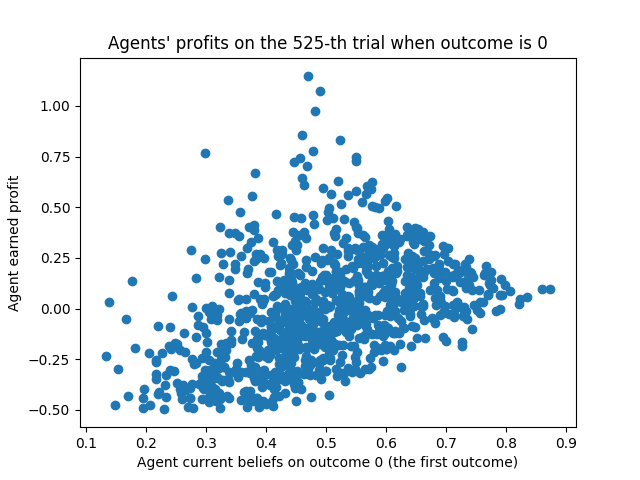 Agents' profits on the 525-th trial when outcome is 0
1.00
0.75
0.50
0.25
0.00
−0.25
−0.50
Agent earned profit
0.1 0.2 0.3 0.4 0.5 0.6 0.7 0.8 0.9
Agent current beliefs on outcome 0 (the first outcome)